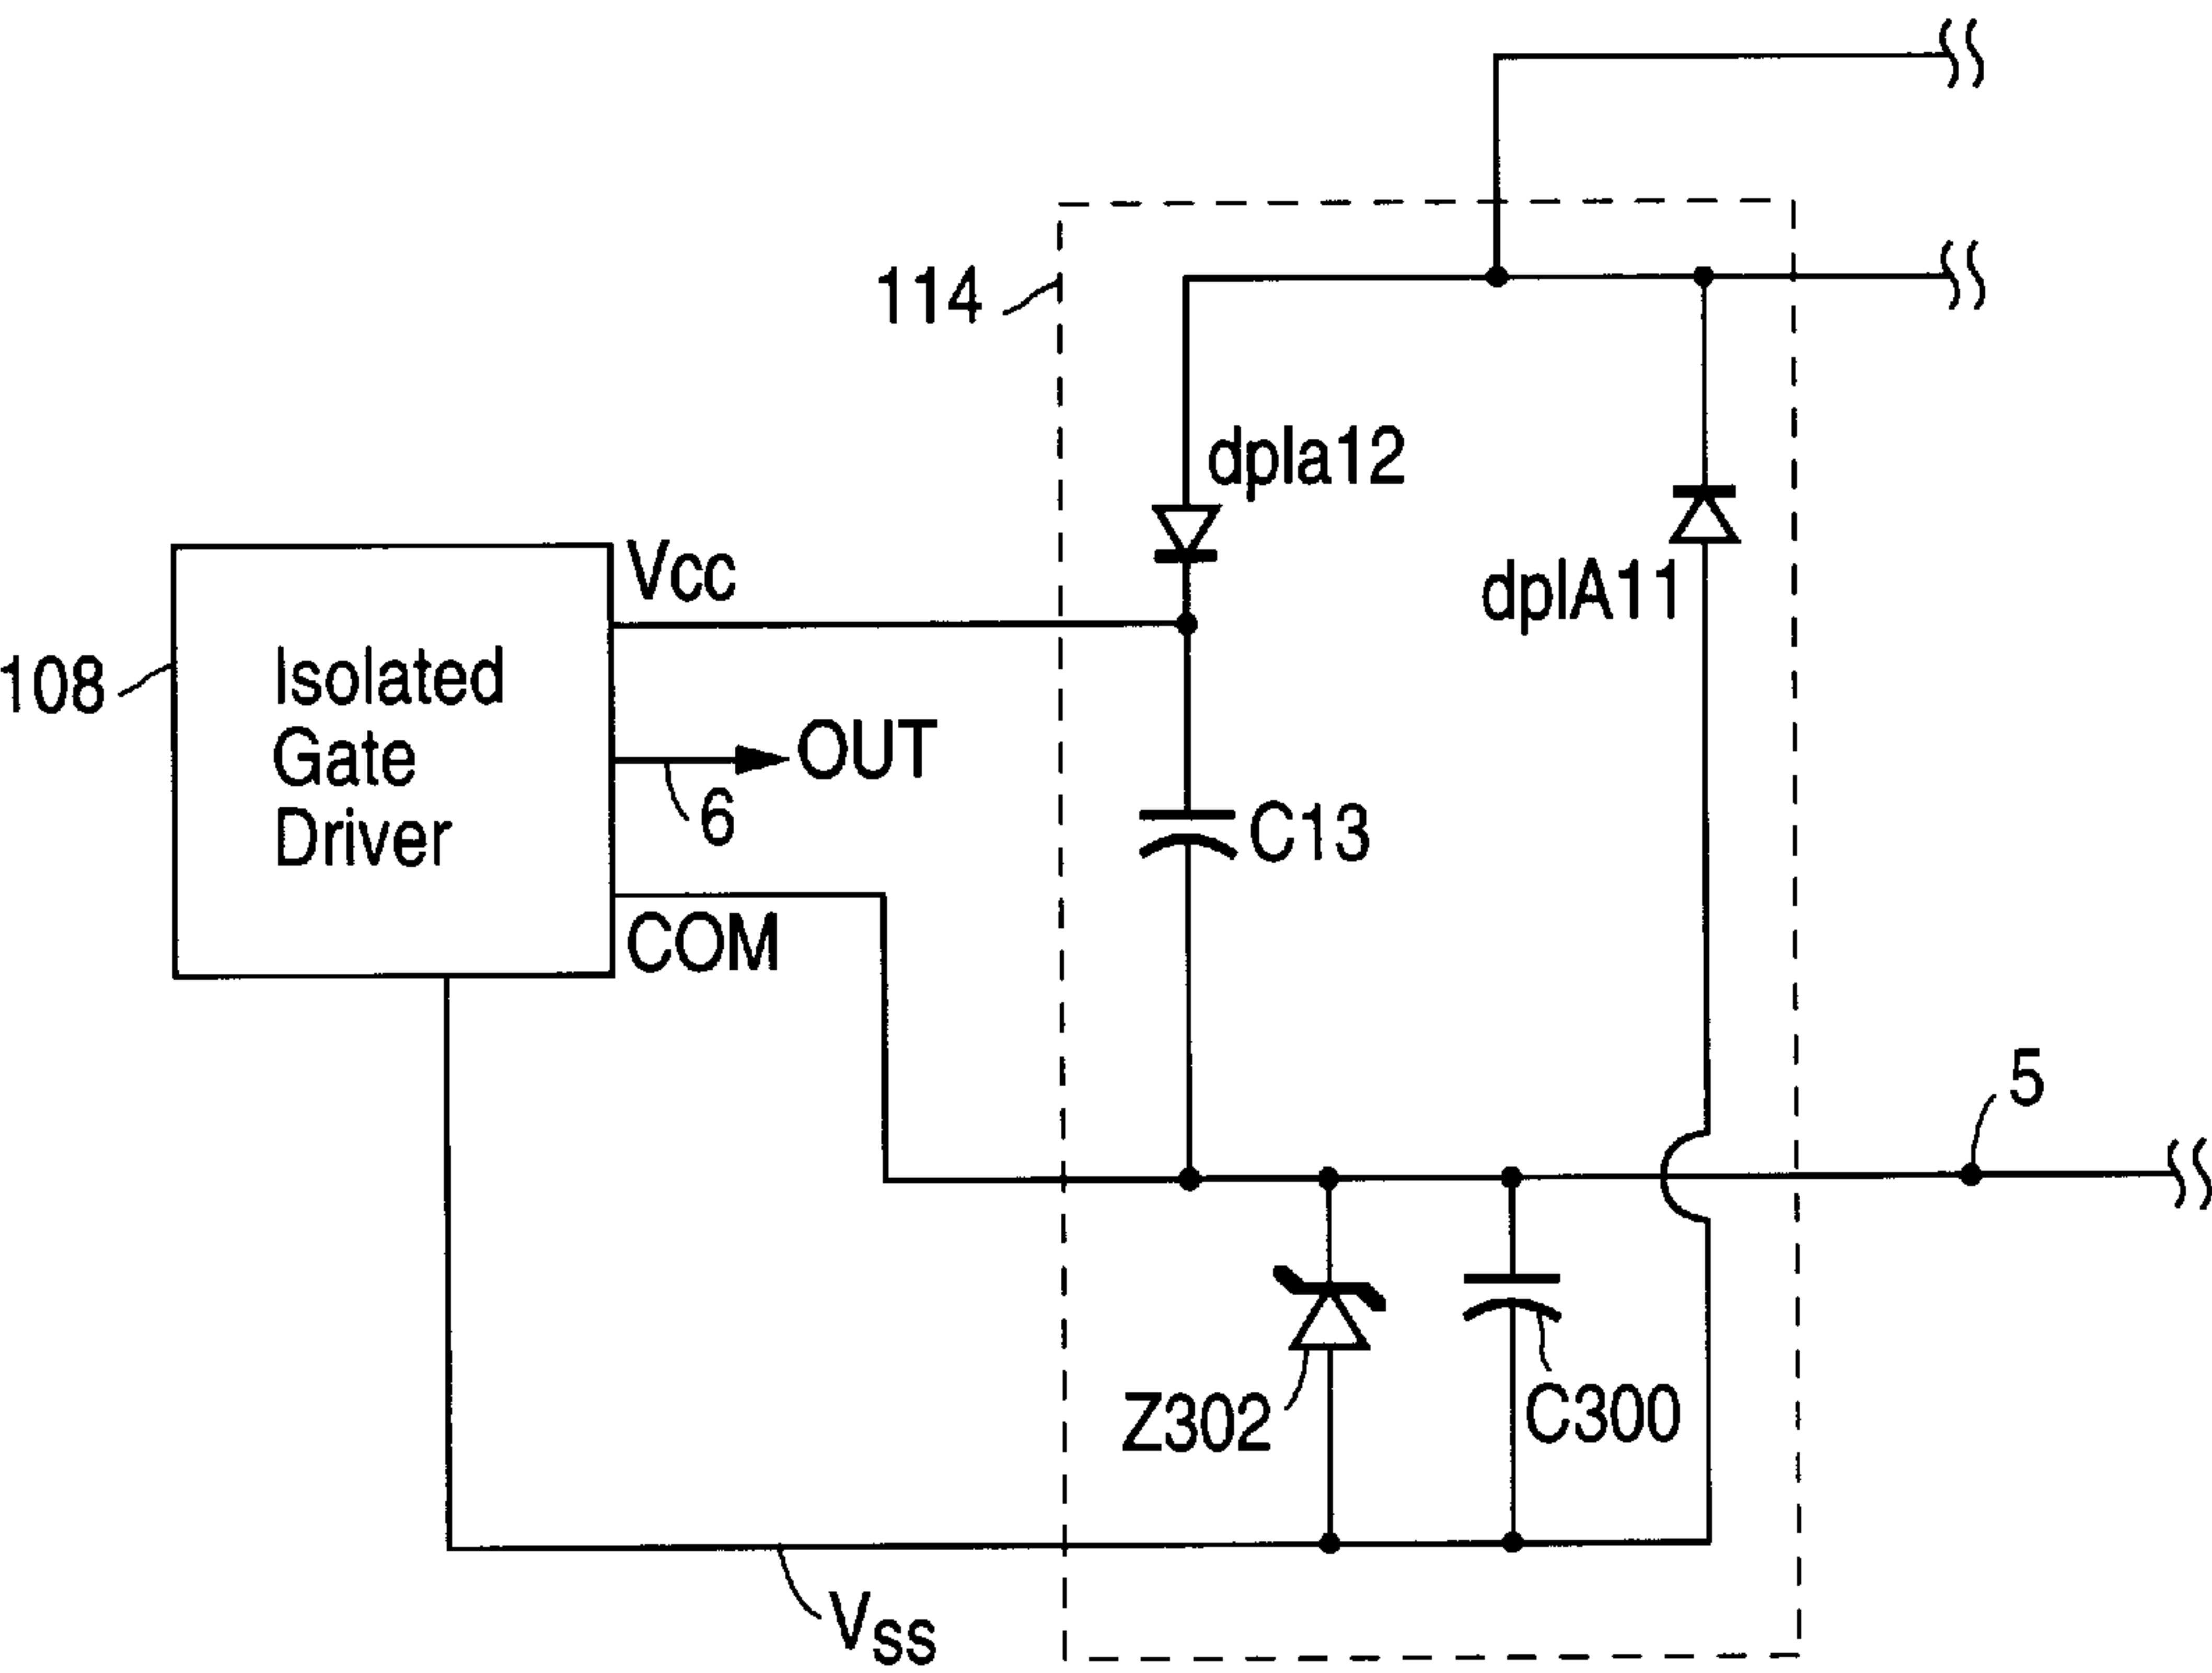 114
dpla12
dplA11
Vcc
108
Isolated
Gate
Driver
OUT
6
C13
COM
5
Z302
C300
Vss